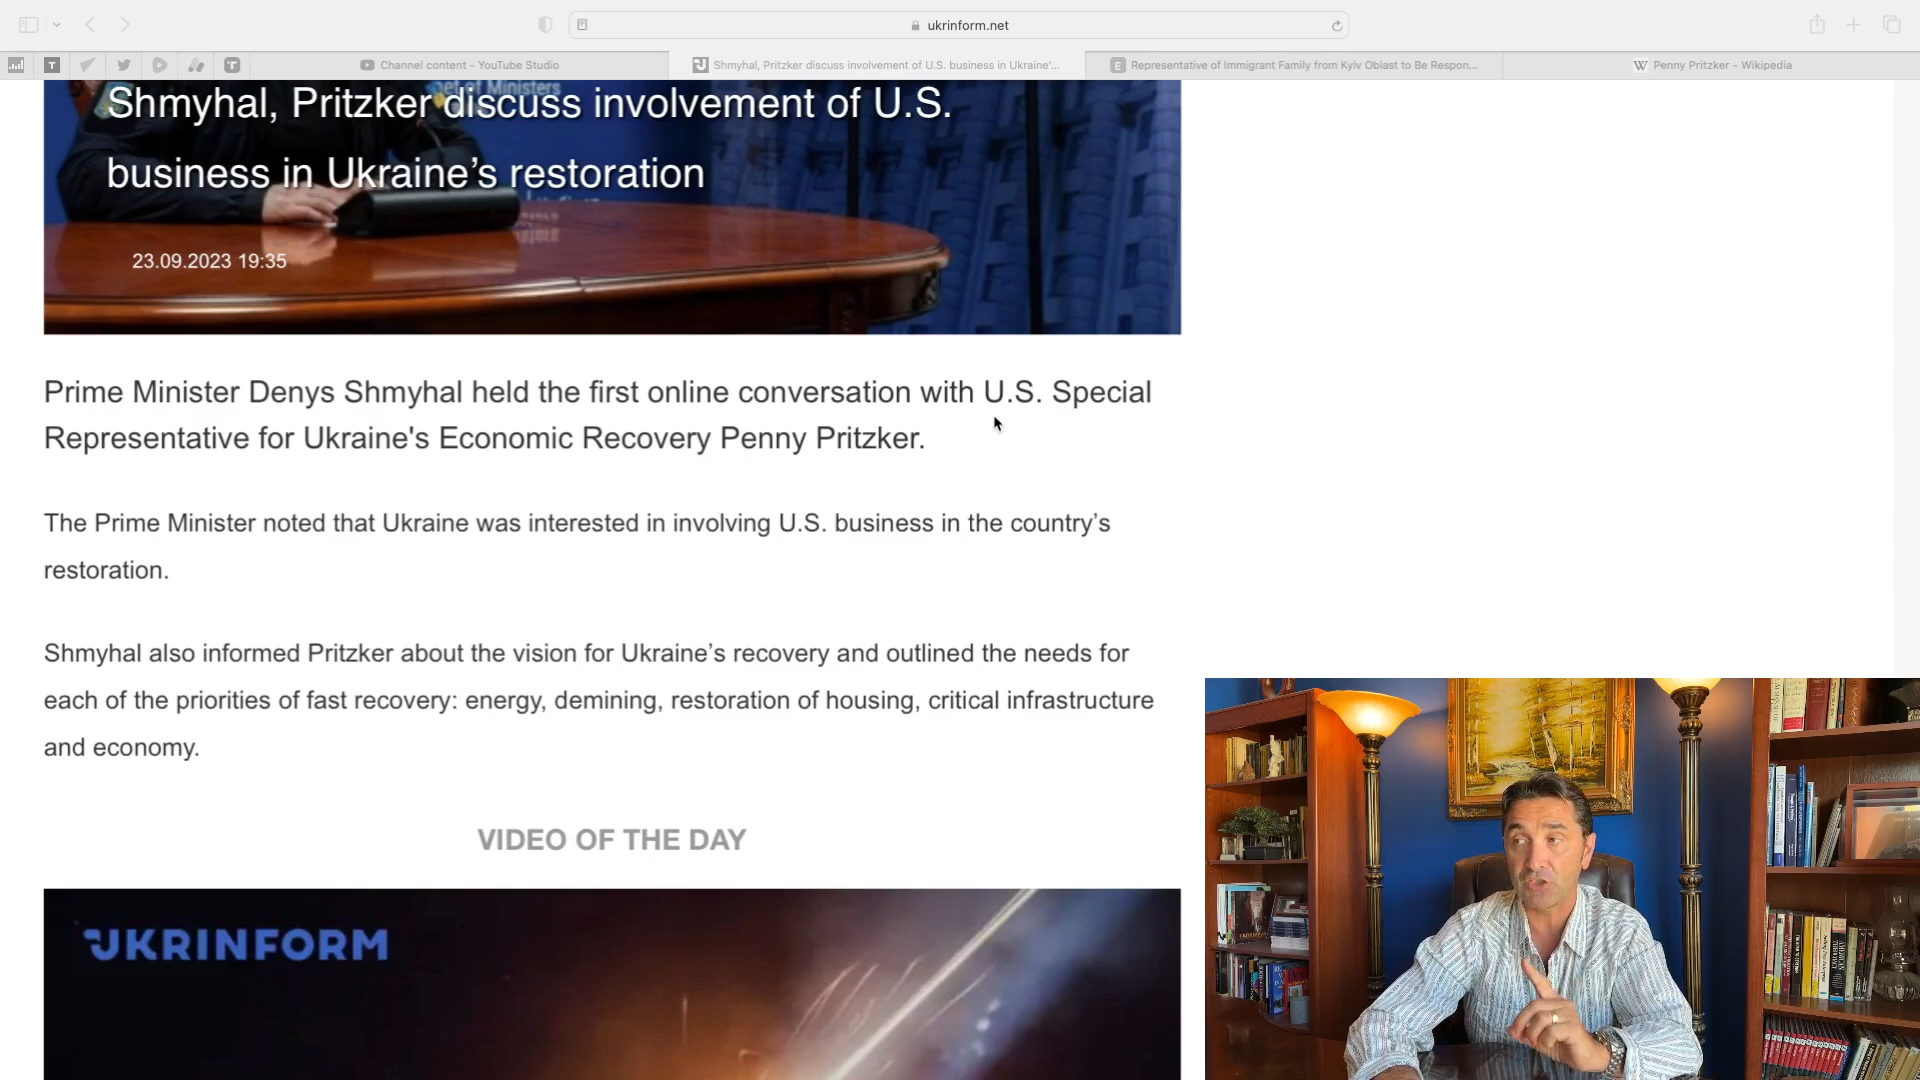 ukrinform.net
Channel content - YouTube Studio
Shmyhal, Pritzker discuss involvement of U.S. business in Ukraine'...
Representative of Immigrant Family from Kyiv Oblast to Be Respon...
Penny Pritzker - Wikipedia
Shmyhal, Pritzker discuss involvement of U.S.
business in Ukraine’s restoration
23.09.2023 19:35
Prime Minister Denys Shmyhal held the first online conversation with U.S. Special
Representative for Ukraine's Economic Recovery Penny Pritzker.
The Prime Minister noted that Ukraine was interested in involving U.S. business in the country’s
restoration.
Shmyhal also informed Pritzker about the vision for Ukraine’s recovery and outlined the needs for
each of the priorities of fast recovery: energy, demining, restoration of housing, critical infrastructure
and economy.
VIDEO OF THE DAY
UKRINFORM